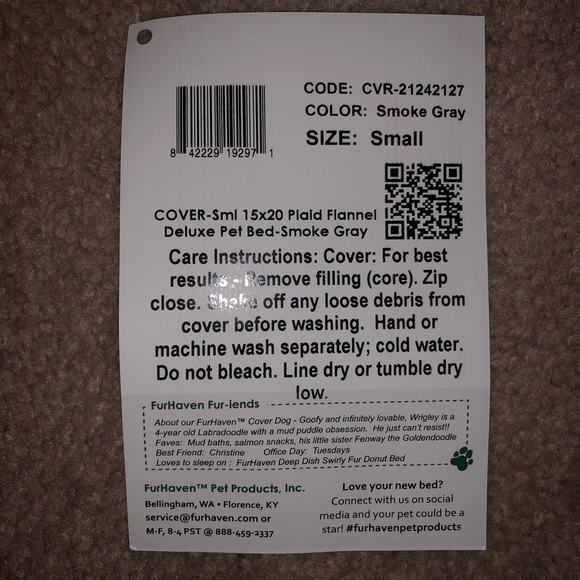 CODE: CVR-21242127
COLOR: Smoke Gray
SIZE: Small
8 42229 19297 1
COVER-Sml 15x20 Plaid Flannel
Deluxe Pet Bed-Smoke Gray
Care Instructions: Cover: For best
results - Remove filling (core). Zip
close. Shake off any loose debris from
cover before washing. Hand or
machine wash separately; cold water.
Do not bleach. Line dry or tumble dry
low.
FurHaven Fur-iends
About our FurHaven™ Cover Dog - Goofy and infinitely lovable, Wrigley is a
4-year old Labradoodle with a mud puddle obsession. He just can't resist!!
Faves: Mud baths, salmon snacks, his little sister Fenway the Goldendoodle
Best Friend: Christine Office Day: Tuesdays
Loves to sleep on : FurHaven Deep Dish Swirly Fur Donut Bed
FurHaven™ Pet Products, Inc.
Bellingham, WA • Florence, KY
service@furhaven.com or
M-F, 8-4 PST @ 888-459-2337
Love your new bed?
Connect with us on social
media and your pet could be a
star! #furhavenpetproducts